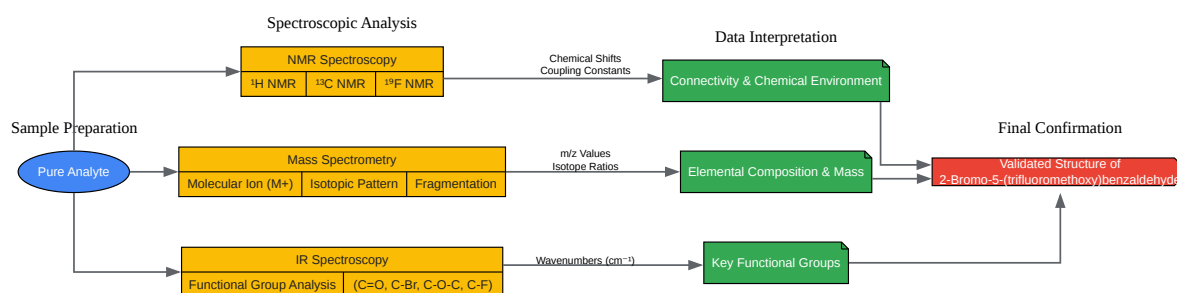 Spectroscopic Analysis
Data Interpretation
NMR Spectroscopy
¹H NMR
¹³C NMR
¹⁹F NMR
Chemical Shifts
Coupling Constants
Connectivity & Chemical Environment
Sample Preparation
Final Confirmation
Pure Analyte
Mass Spectrometry
Molecular Ion (M+)
Isotopic Pattern
Fragmentation
m/z Values
Isotope Ratios
Elemental Composition & Mass
Validated Structure of
2-Bromo-5-(trifluoromethoxy)benzaldehyde
IR Spectroscopy
Functional Group Analysis
(C=O, C-Br, C-O-C, C-F)
Wavenumbers (cm⁻¹)
Key Functional Groups